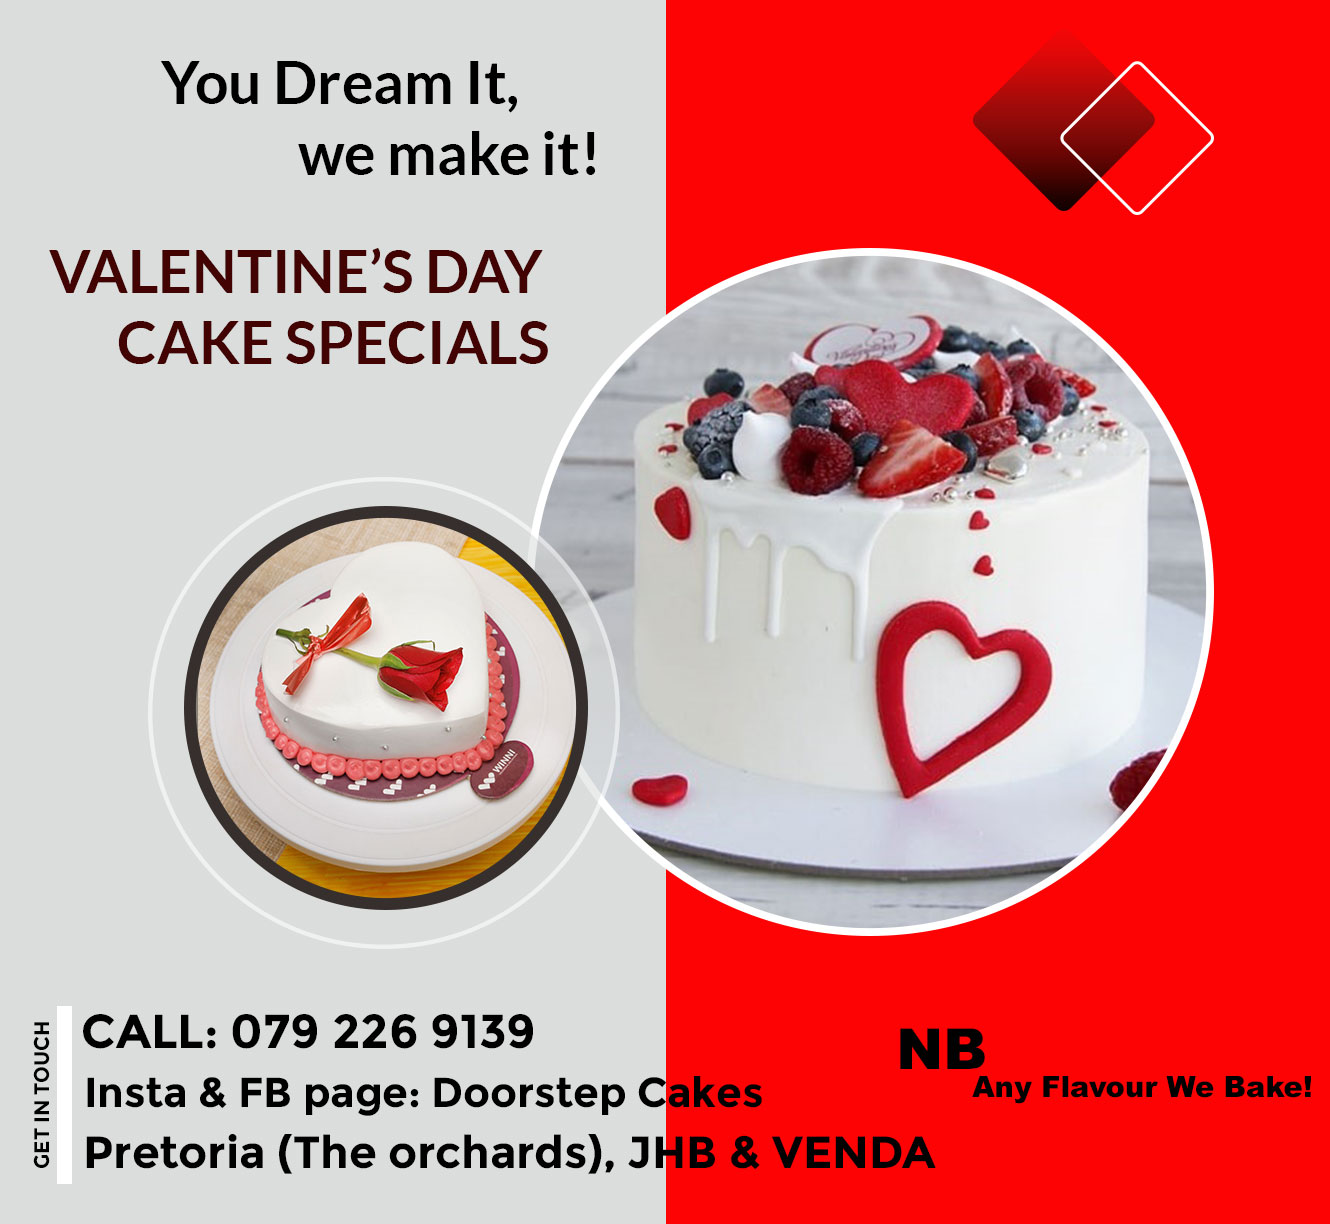 You Dream It,
we make it!
VALENTINE’S DAY
CAKE SPECIALS
WINNI
GET IN TOUCH
CALL: 079 226 9139
Insta & FB page: Doorstep Cakes
Pretoria (The orchards), JHB & VENDA
NB
Any Flavour We Bake!